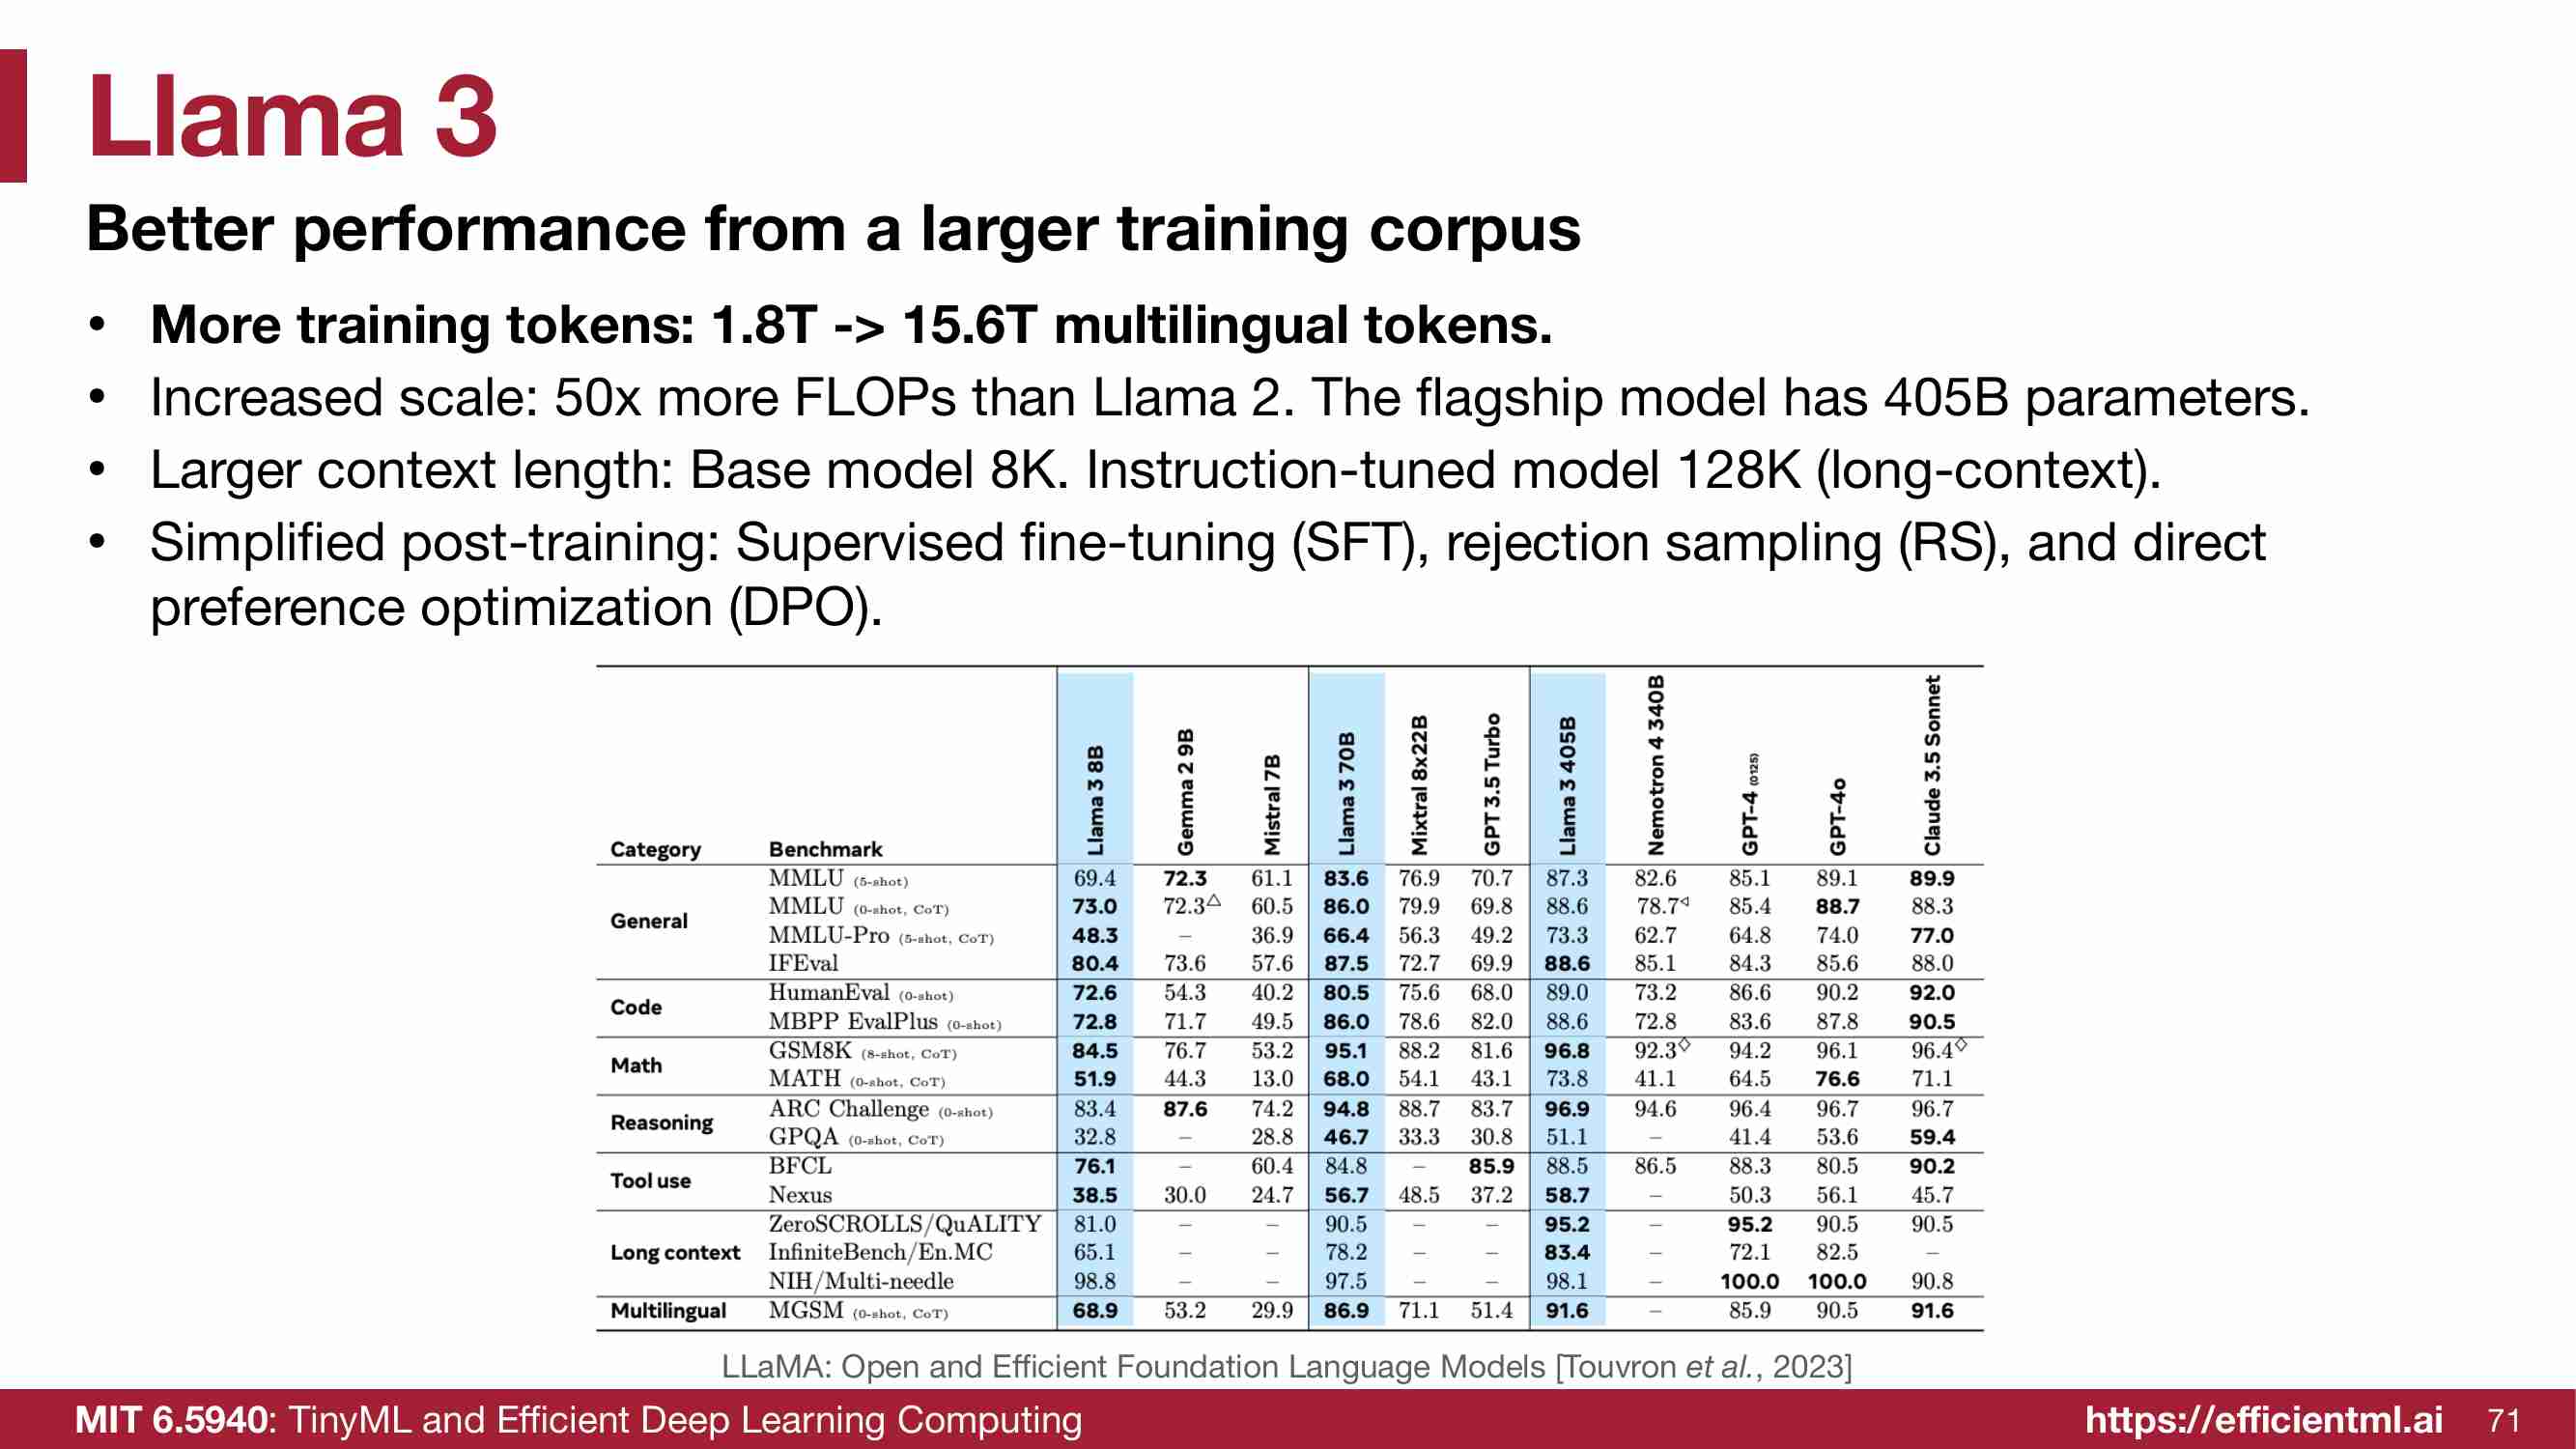 Llama 3
Better performance from a larger training corpus
• More training tokens: 1.8T -> 15.6T multilingual tokens.
• Increased scale: 50x more FLOPs than Llama 2. The flagship model has 405B parameters.
• Larger context length: Base model 8K. Instruction-tuned model 128K (long-context).
• Simplified post-training: Supervised fine-tuning (SFT), rejection sampling (RS), and direct
preference optimization (DPO).
Category Benchmark Llama 3 8B Gemma 2 9B Mistral 7B Llama 3 70B Mixtral 8x22B GPT 3.5 Turbo Llama 3 405B Nemotron 4 340B GPT-4 (0125) GPT-4o Claude 3.5 Sonnet
General
MMLU (5-shot) 69.4 72.3 61.1 83.6 76.9 70.7 87.3 82.6 85.1 89.1 89.9
MMLU (0-shot, CoT) 73.0 72.3△ 60.5 86.0 79.9 69.8 88.6 78.7◁ 85.4 88.7 88.3
MMLU-Pro (5-shot, CoT) 48.3 – 36.9 66.4 56.3 49.2 73.3 62.7 64.8 74.0 77.0
IFEval 80.4 73.6 57.6 87.5 72.7 69.9 88.6 85.1 84.3 85.6 88.0
Code
HumanEval (0-shot) 72.6 54.3 40.2 80.5 75.6 68.0 89.0 73.2 86.6 90.2 92.0
MBPP EvalPlus (0-shot) 72.8 71.7 49.5 86.0 78.6 82.0 88.6 72.8 83.6 87.8 90.5
Math
GSM8K (8-shot, CoT) 84.5 76.7 53.2 95.1 88.2 81.6 96.8 92.3◇ 94.2 96.1 96.4◇
MATH (0-shot, CoT) 51.9 44.3 13.0 68.0 54.1 43.1 73.8 41.1 64.5 76.6 71.1
Reasoning
ARC Challenge (0-shot) 83.4 87.6 74.2 94.8 88.7 83.7 96.9 94.6 96.4 96.7 96.7
GPQA (0-shot, CoT) 32.8 – 28.8 46.7 33.3 30.8 51.1 – 41.4 53.6 59.4
Tool use
BFCL 76.1 – 60.4 84.8 – 85.9 88.5 86.5 88.3 80.5 90.2
Nexus 38.5 30.0 24.7 56.7 48.5 37.2 58.7 – 50.3 56.1 45.7
Long context
ZeroSCROLLS/QuALITY 81.0 – – 90.5 – – 95.2 – 95.2 90.5 90.5
InfiniteBench/En.MC 65.1 – – 78.2 – – 83.4 – 72.1 82.5 –
NIH/Multi-needle 98.8 – – 97.5 – – 98.1 – 100.0 100.0 90.8
Multilingual MGSM (0-shot, CoT) 68.9 53.2 29.9 86.9 71.1 51.4 91.6 – 85.9 90.5 91.6
LLaMA: Open and Efficient Foundation Language Models [Touvron et al., 2023]
MIT 6.5940: TinyML and Efficient Deep Learning Computing https://efficientml.ai 71